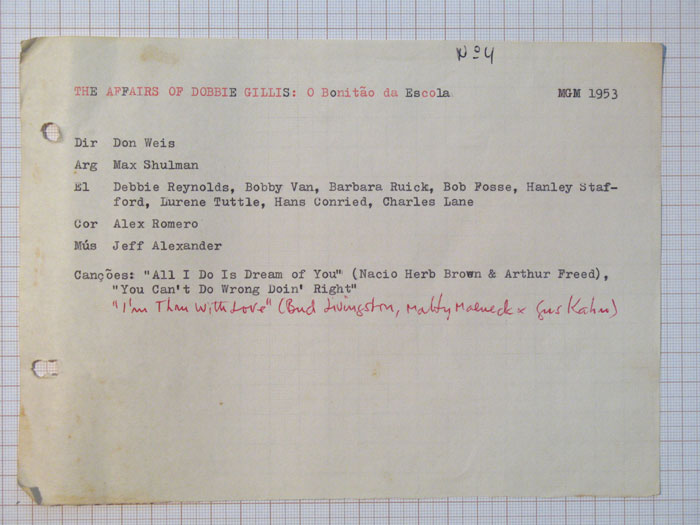 Nº 4
THE AFFAIRS OF DOBBIE GILLIS: O Bonitão da Escola MGM 1953
Dir Don Weis
Arg Max Shulman
El Debbie Reynolds, Bobby Van, Barbara Ruick, Bob Fosse, Hanley Staf-
ford, Lurene Tuttle, Hans Conried, Charles Lane
Cor Alex Romero
Mús Jeff Alexander
Canções: "All I Do Is Dream of You" (Nacio Herb Brown & Arthur Freed),
"You Can't Do Wrong Doin' Right"
"I'm Thru With Love" (Bud Livingston, Matty Malneck & Gus Kahn)